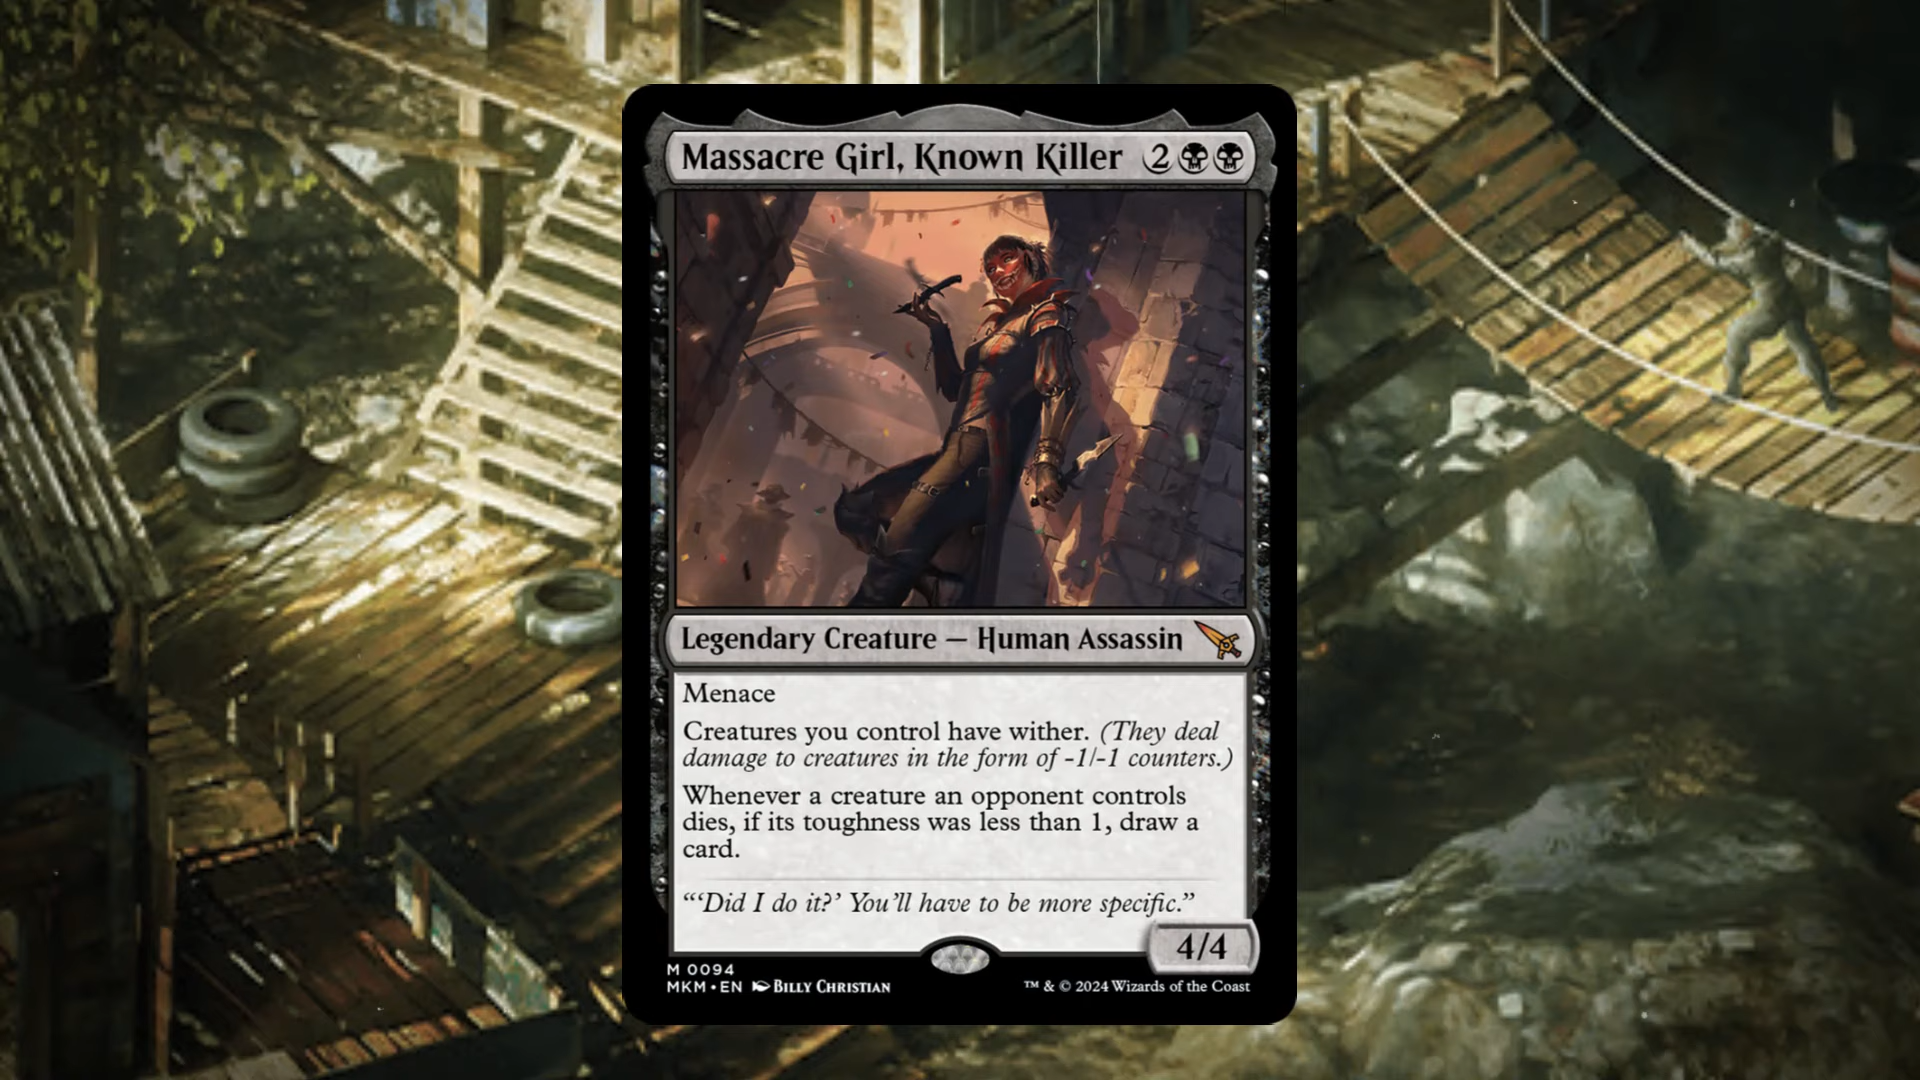 Massacre Girl, Known Killer 2
Legendary Creature — Human Assassin
Menace
Creatures you control have wither. (They deal
damage to creatures in the form of -1/-1 counters.)
Whenever a creature an opponent controls
dies, if its toughness was less than 1, draw a
card.
“‘Did I do it?’ You’ll have to be more specific.”
4/4
M 0094
MKM • EN BILLY CHRISTIAN
™ & © 2024 Wizards of the Coast